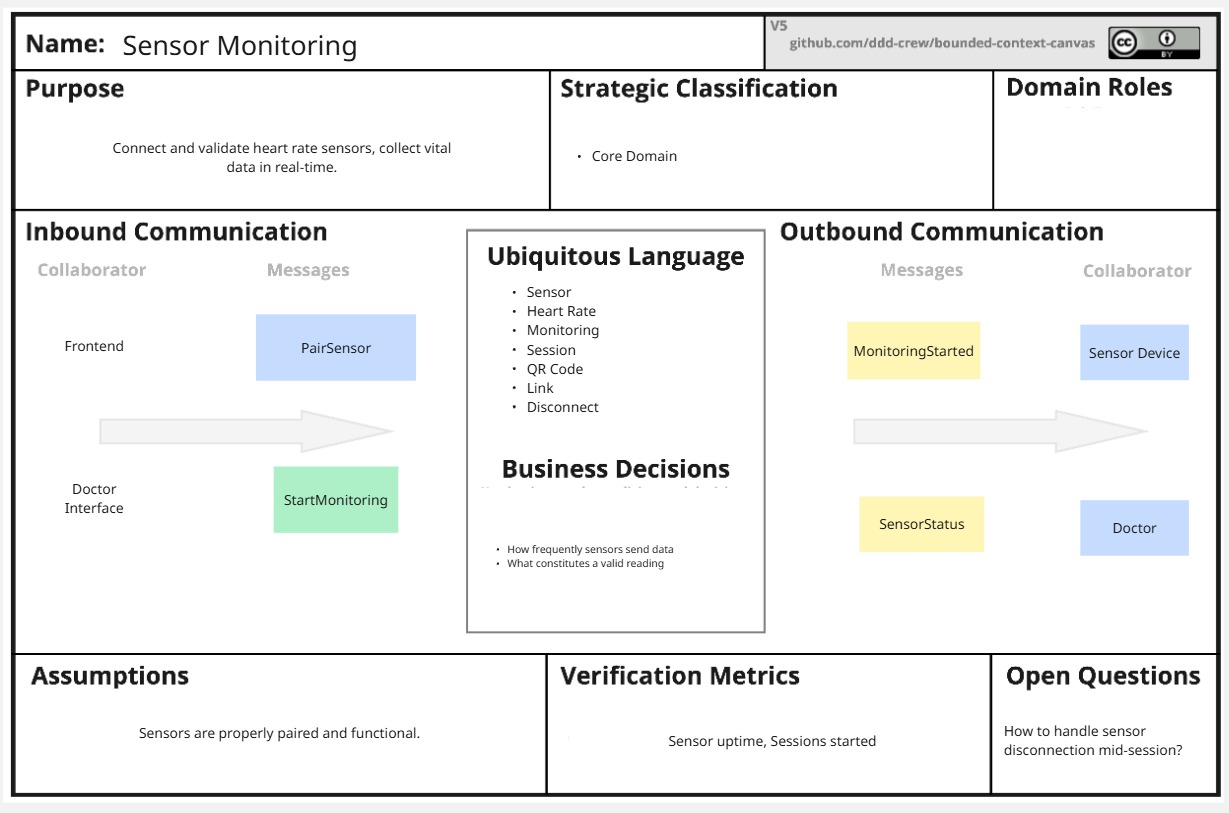 Name: Sensor Monitoring
V5
github.com/ddd-crew/bounded-context-canvas
cc
BY
Purpose
Connect and validate heart rate sensors, collect vital
data in real-time.
Strategic Classification
• Core Domain
Domain Roles
Inbound Communication
Collaborator
Messages
Frontend
PairSensor
Doctor
Interface
StartMonitoring
Ubiquitous Language
• Sensor
• Heart Rate
• Monitoring
• Session
• QR Code
• Link
• Disconnect
Business Decisions
• How frequently sensors send data
• What constitutes a valid reading
Outbound Communication
Messages
Collaborator
MonitoringStarted
Sensor Device
SensorStatus
Doctor
Assumptions
Sensors are properly paired and functional.
Verification Metrics
Sensor uptime, Sessions started
Open Questions
How to handle sensor
disconnection mid-session?